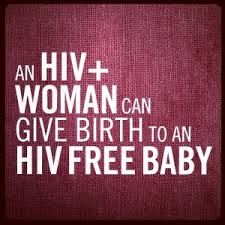 AN HIV+
WOMAN CAN
GIVE BIRTH TO AN
HIV FREE BABY